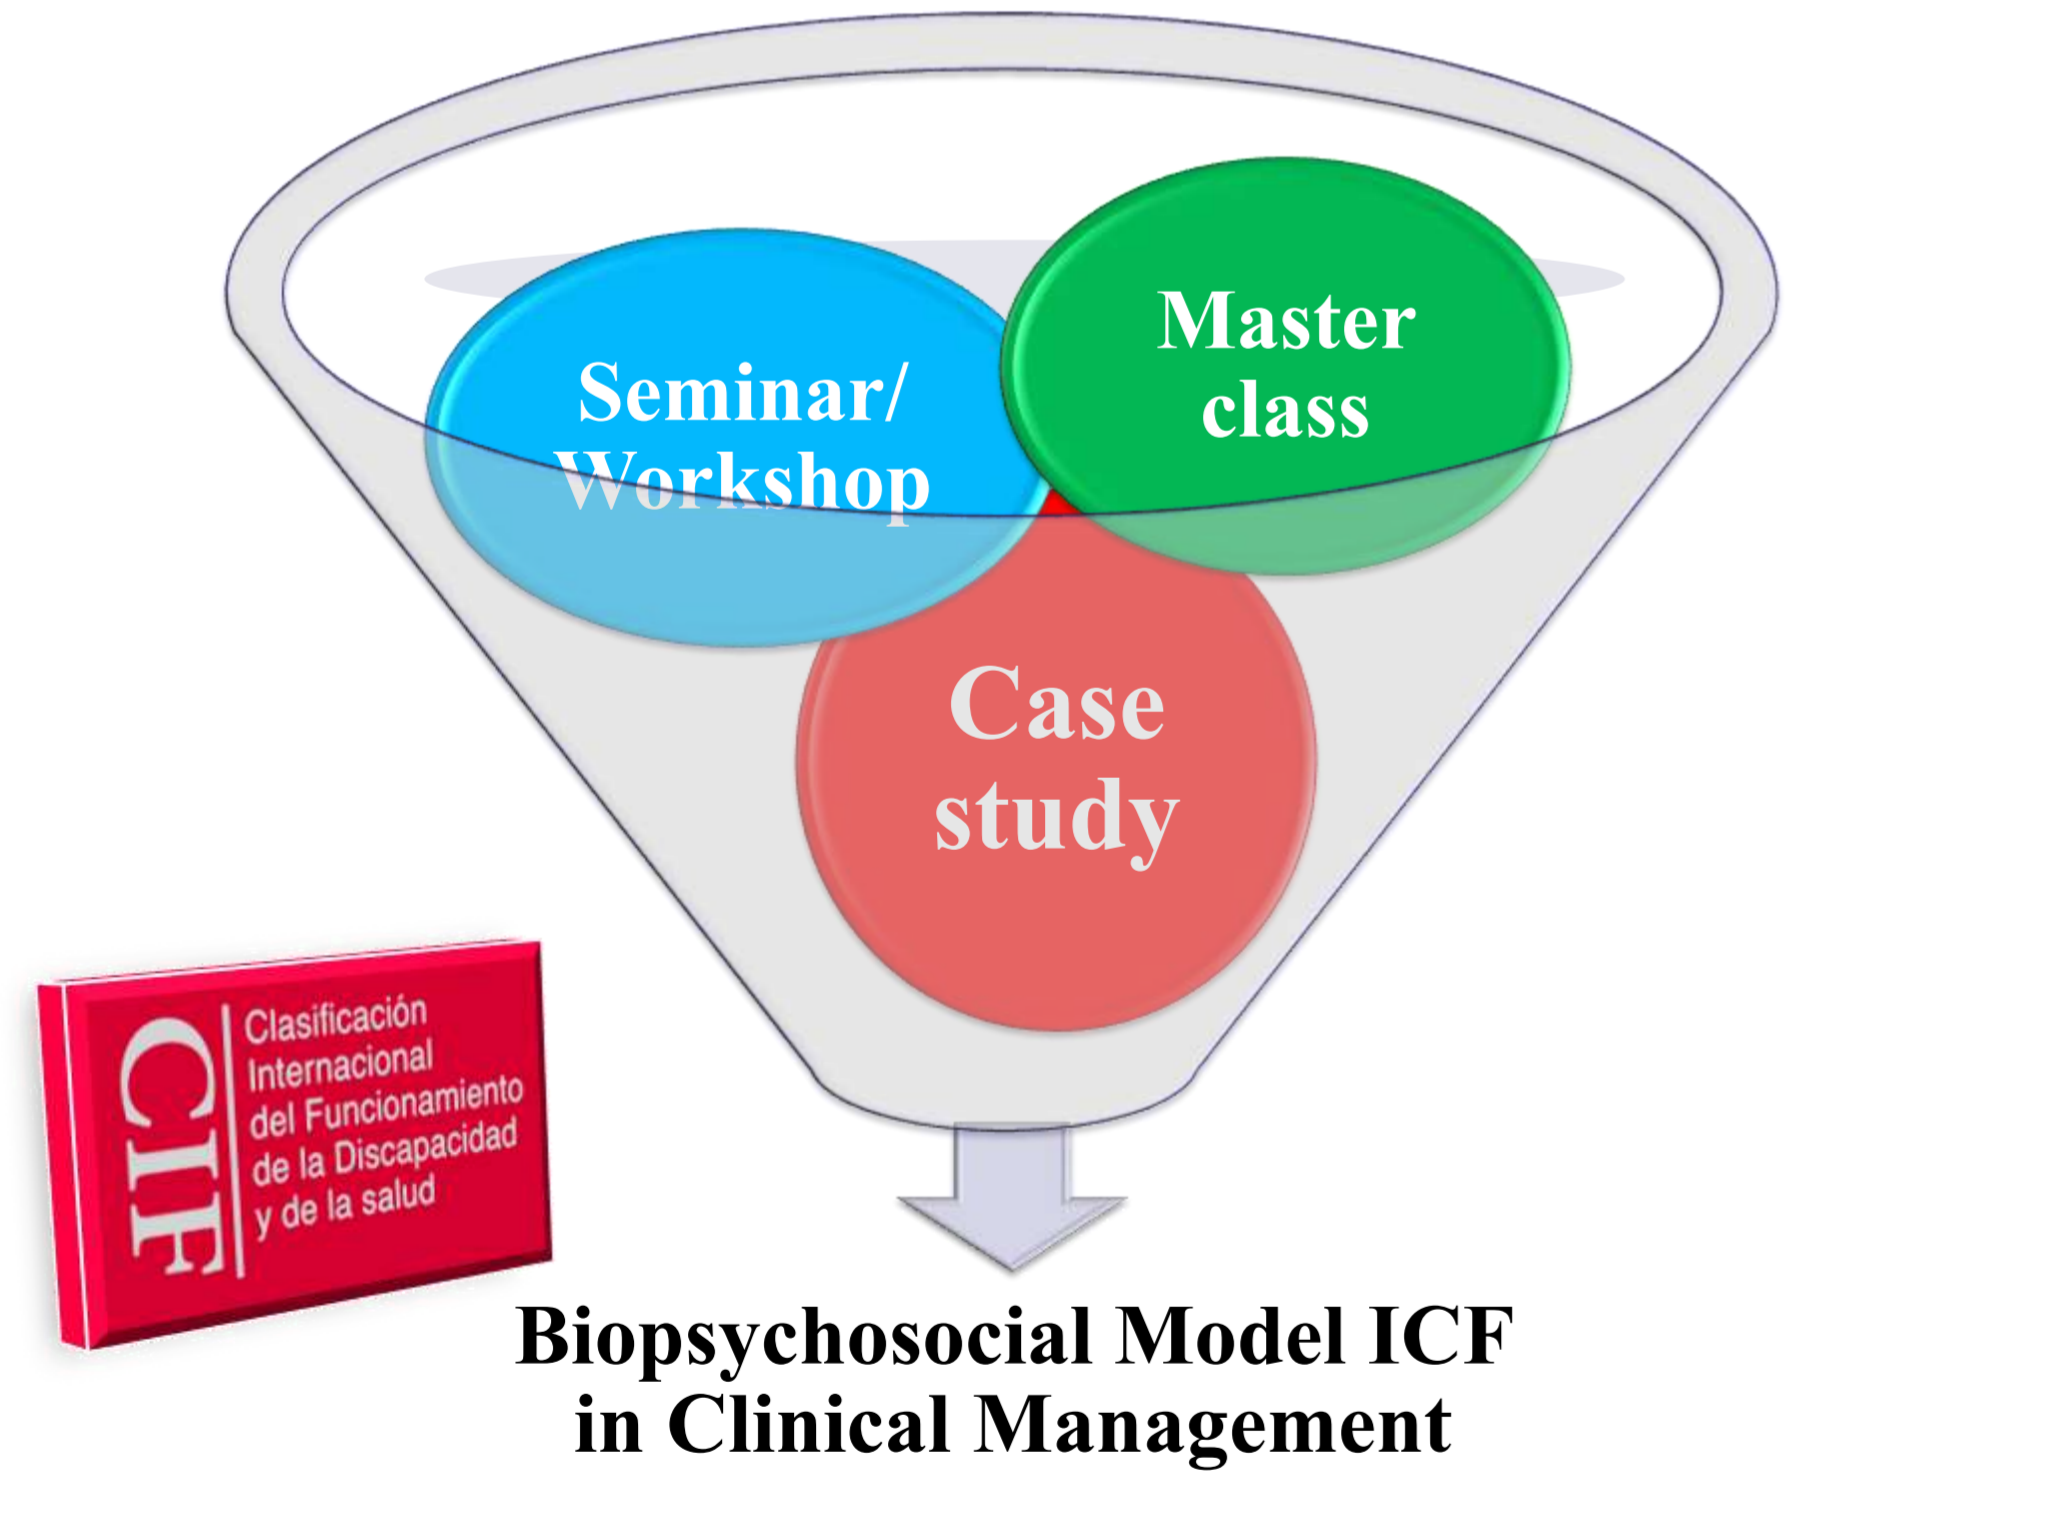 Seminar/
Workshop
Master
class
Case
study
CIF
Clasificación
Internacional
del Funcionamiento
de la Discapacidad
y de la salud
Biopsychosocial Model ICF
in Clinical Management